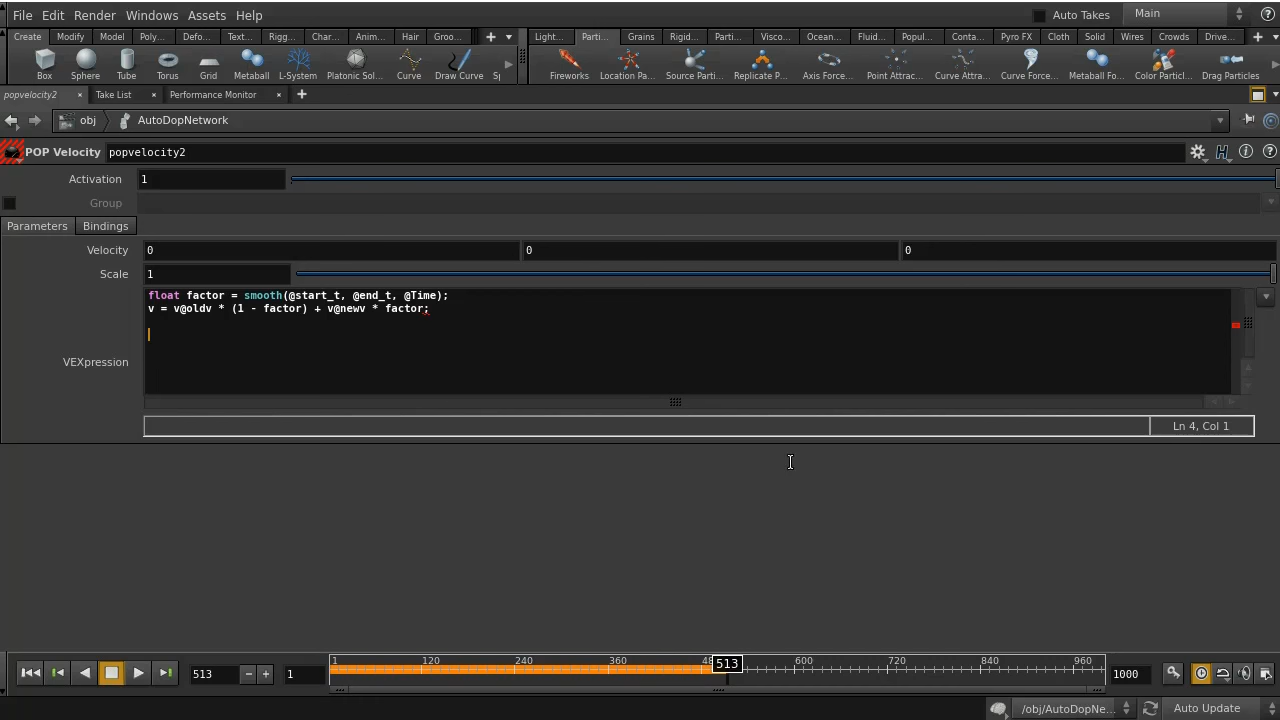 File Edit Render Windows Assets Help Auto Takes Main
Create Modify Model Poly... Defo... Text... Rigg... Char... Anim... Hair Groo... Light... Parti... Grains Rigid... Parti... Visco... Ocean... Fluid... Popul... Conta... Pyro FX Cloth Solid Wires Crowds Drive...
Box Sphere Tube Torus Grid Metaball L-System Platonic Sol... Curve Draw Curve Fireworks Location Pa... Source Parti... Replicate P... Axis Force... Point Attrac... Curve Attra... Curve Force... Metaball Fo... Color Particl... Drag Particles
popvelocity2 Take List Performance Monitor
obj AutoDopNetwork
POP Velocity popvelocity2
Activation 1
Group
Parameters Bindings
Velocity 0 0 0
Scale 1
float factor = smooth(@start_t, @end_t, @Time);
v = v@oldv * (1 - factor) + v@newv * factor;
VEXpression
Ln 4, Col 1
513 1 1 120 240 360 48 513 600 720 840 960 1000
/obj/AutoDopNe... Auto Update